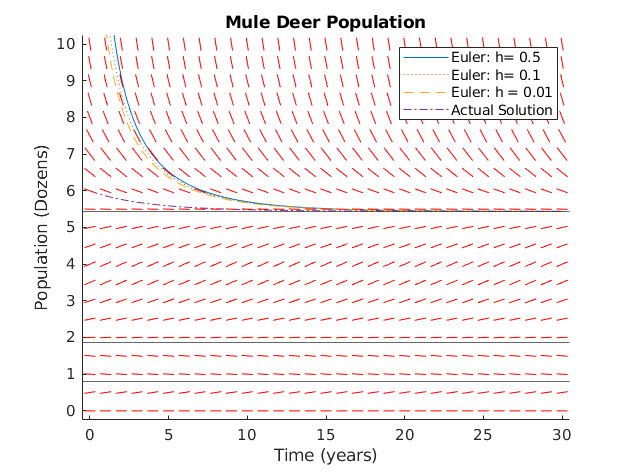 Mule Deer Population
10
9
8
7
6
5
4
3
2
1
0
Population (Dozens)
Euler: h= 0.5
Euler: h= 0.1
Euler: h = 0.01
Actual Solution
0 5 10 15 20 25 30
Time (years)